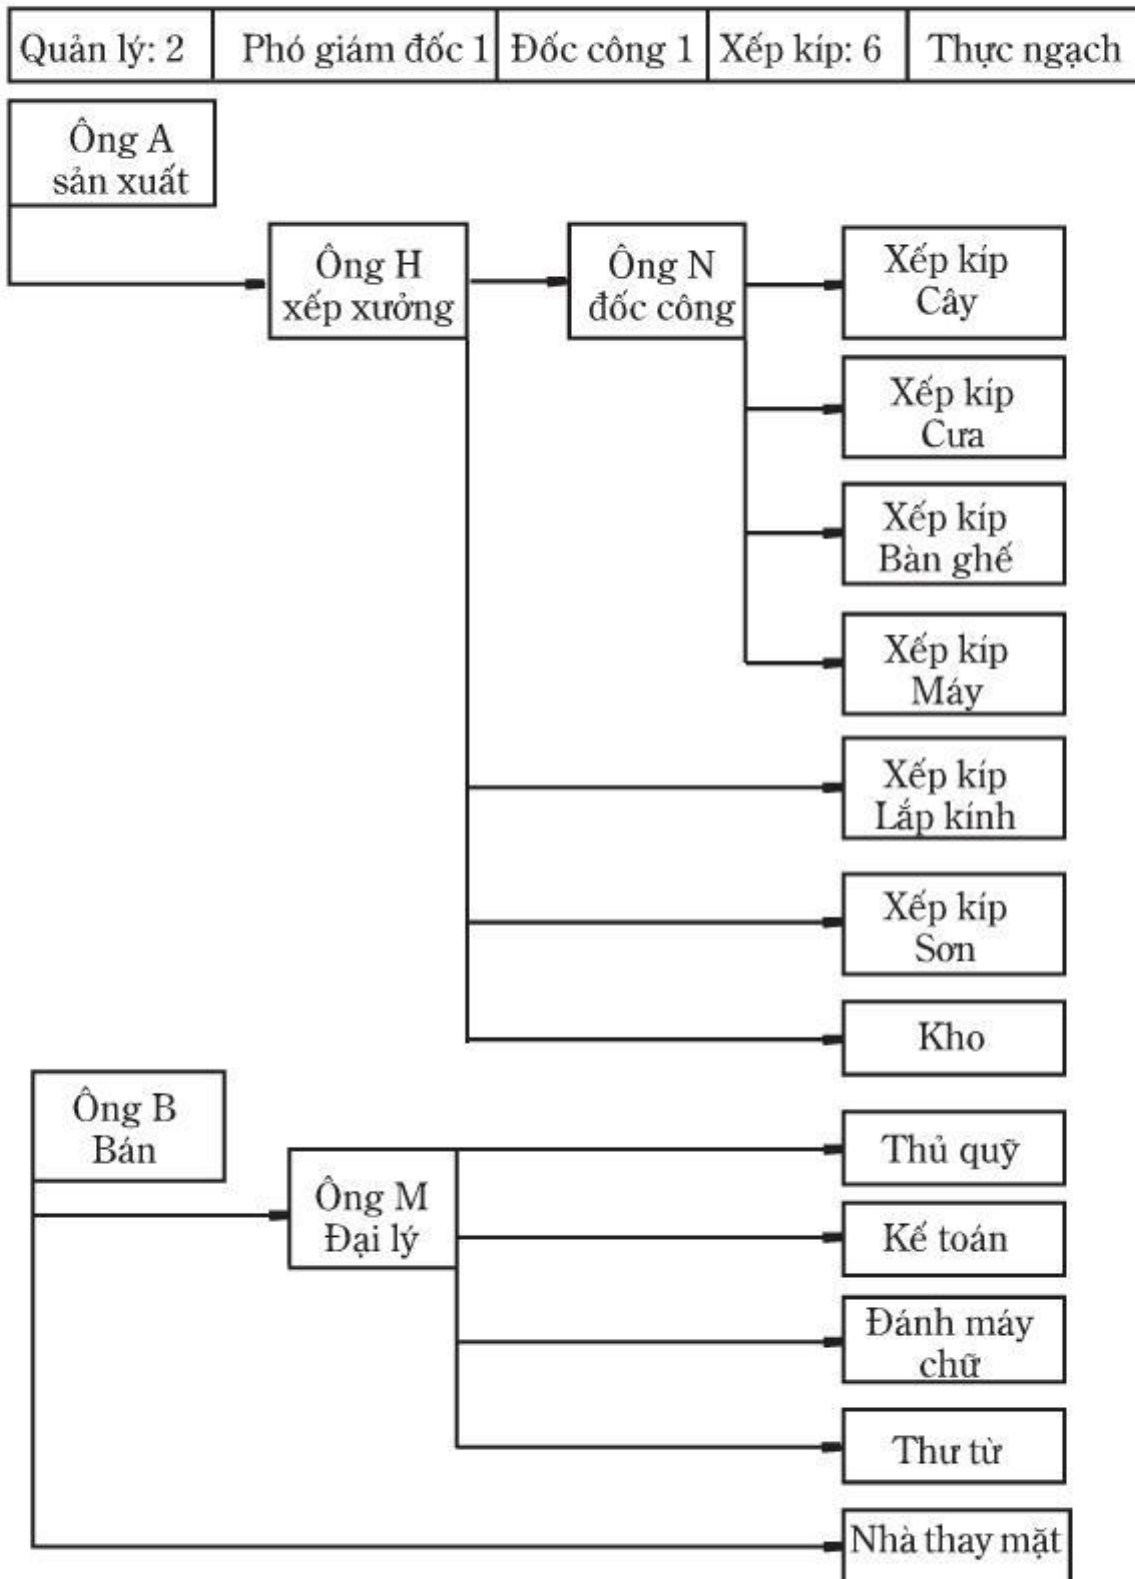 Quản lý: 2
Phó giám đốc 1
Đốc công 1
Xếp kíp: 6
Thực ngạch
Ông A
sản xuất
Ông H
xếp xưởng
Ông N
đốc công
Xếp kíp
Cây
Xếp kíp
Cưa
Xếp kíp
Bàn ghế
Xếp kíp
Máy
Xếp kíp
Lắp kính
Xếp kíp
Sơn
Kho
Ông B
Bán
Ông M
Đại lý
Thủ quỹ
Kế toán
Đánh máy
chữ
Thư từ
Nhà thay mặt